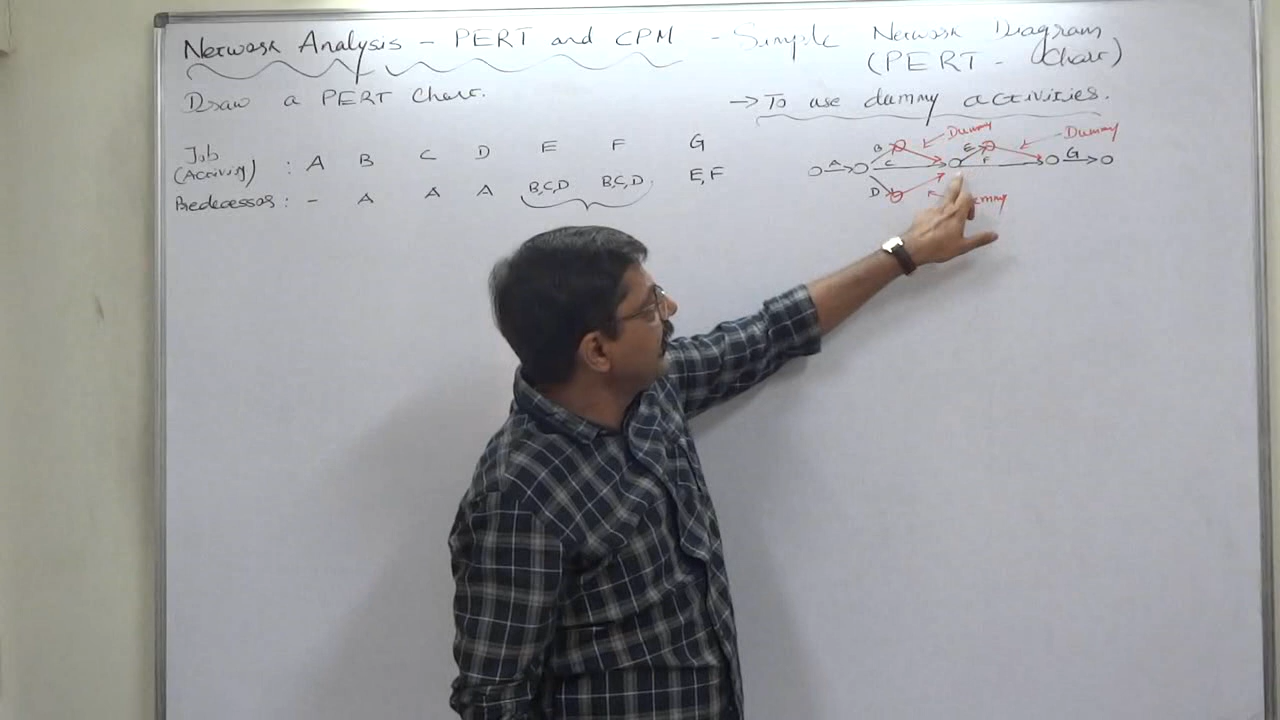 Network Analysis - PERT and CPM - Simple Network Diagram
(PERT - Chart)
Draw a PERT Chart.
→ To use dummy activities.
Job
(Activity) : A B C D E F G
Predecessor : - A A A B,C,D B,C,D E,F
B Dummy E Dummy
A C F G
D Dummy